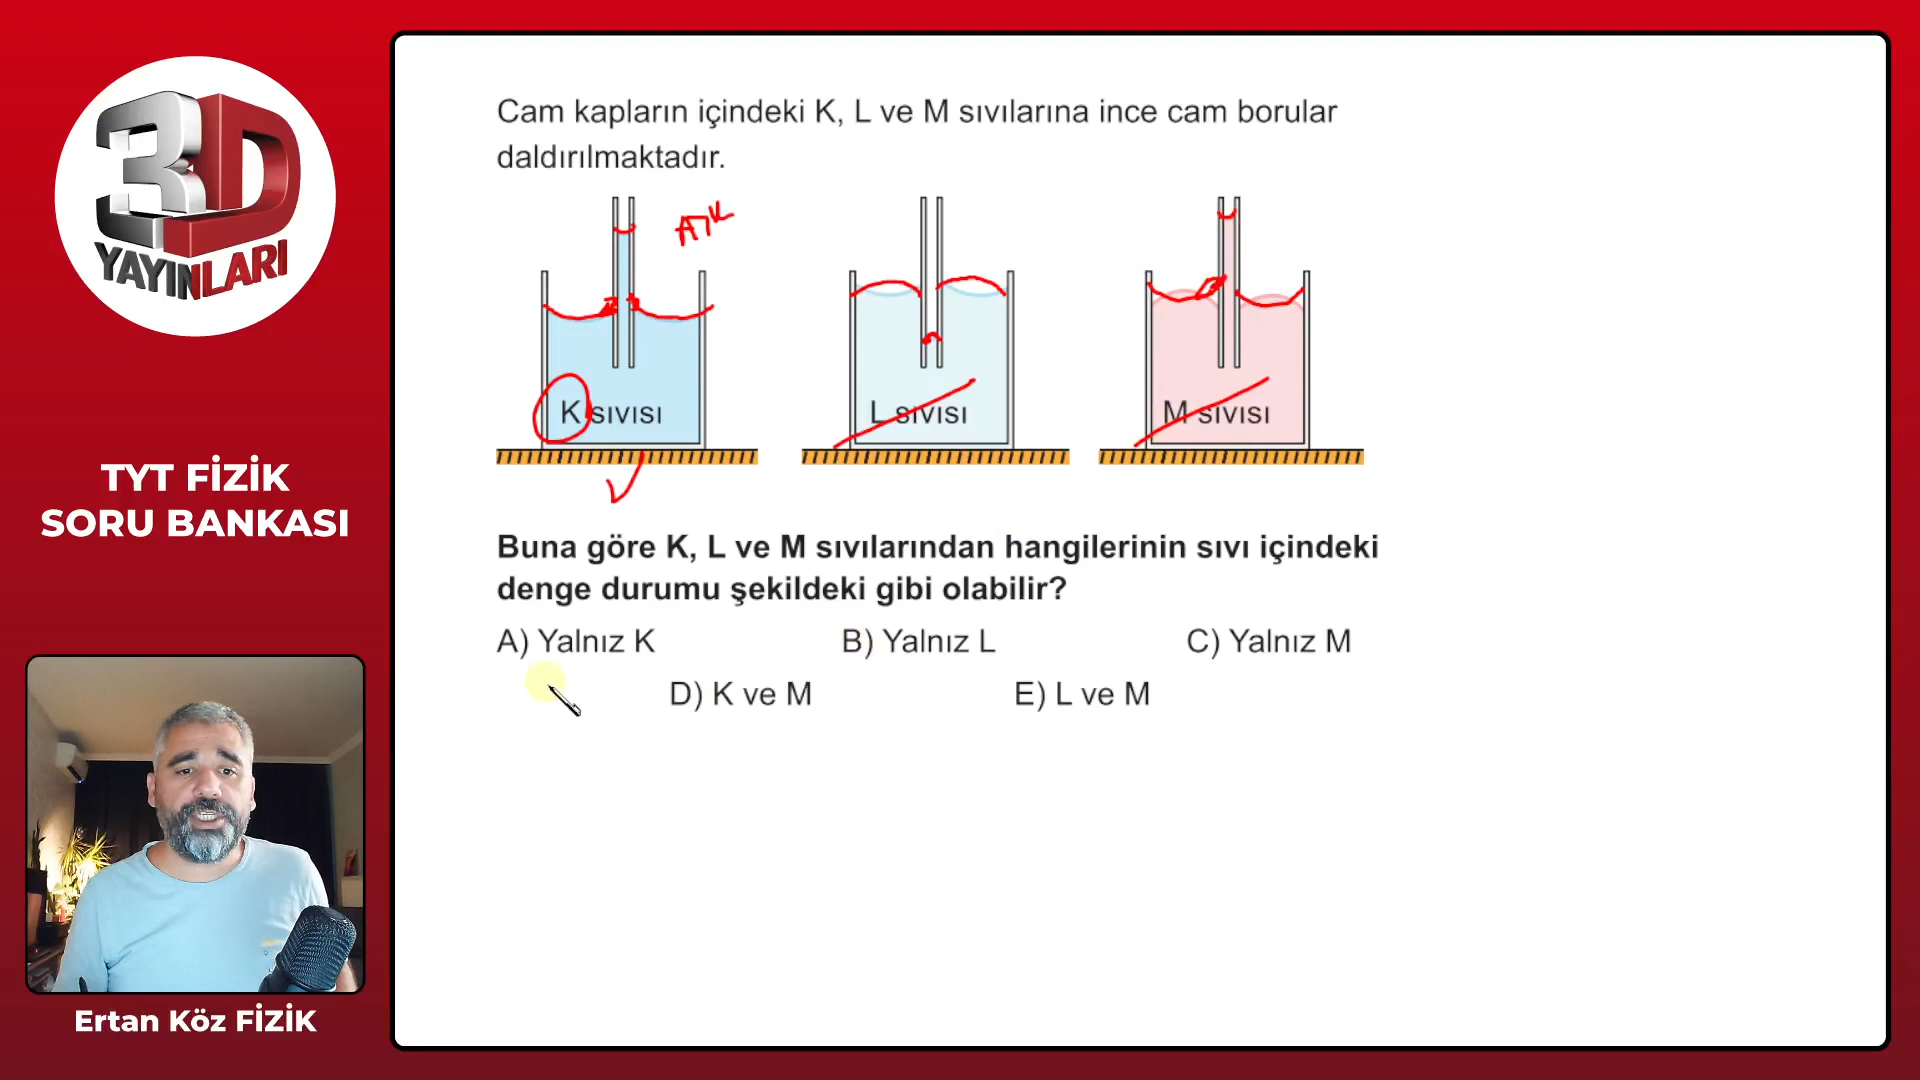 3D
YAYINLARI
TYT FİZİK
SORU BANKASI
Ertan Köz FİZİK
Cam kapların içindeki K, L ve M sıvılarına ince cam borular
daldırılmaktadır.
A>K
K sıvısı
L sıvısı
M sıvısı
Buna göre K, L ve M sıvılarından hangilerinin sıvı içindeki
denge durumu şekildeki gibi olabilir?
A) Yalnız K
B) Yalnız L
C) Yalnız M
D) K ve M
E) L ve M